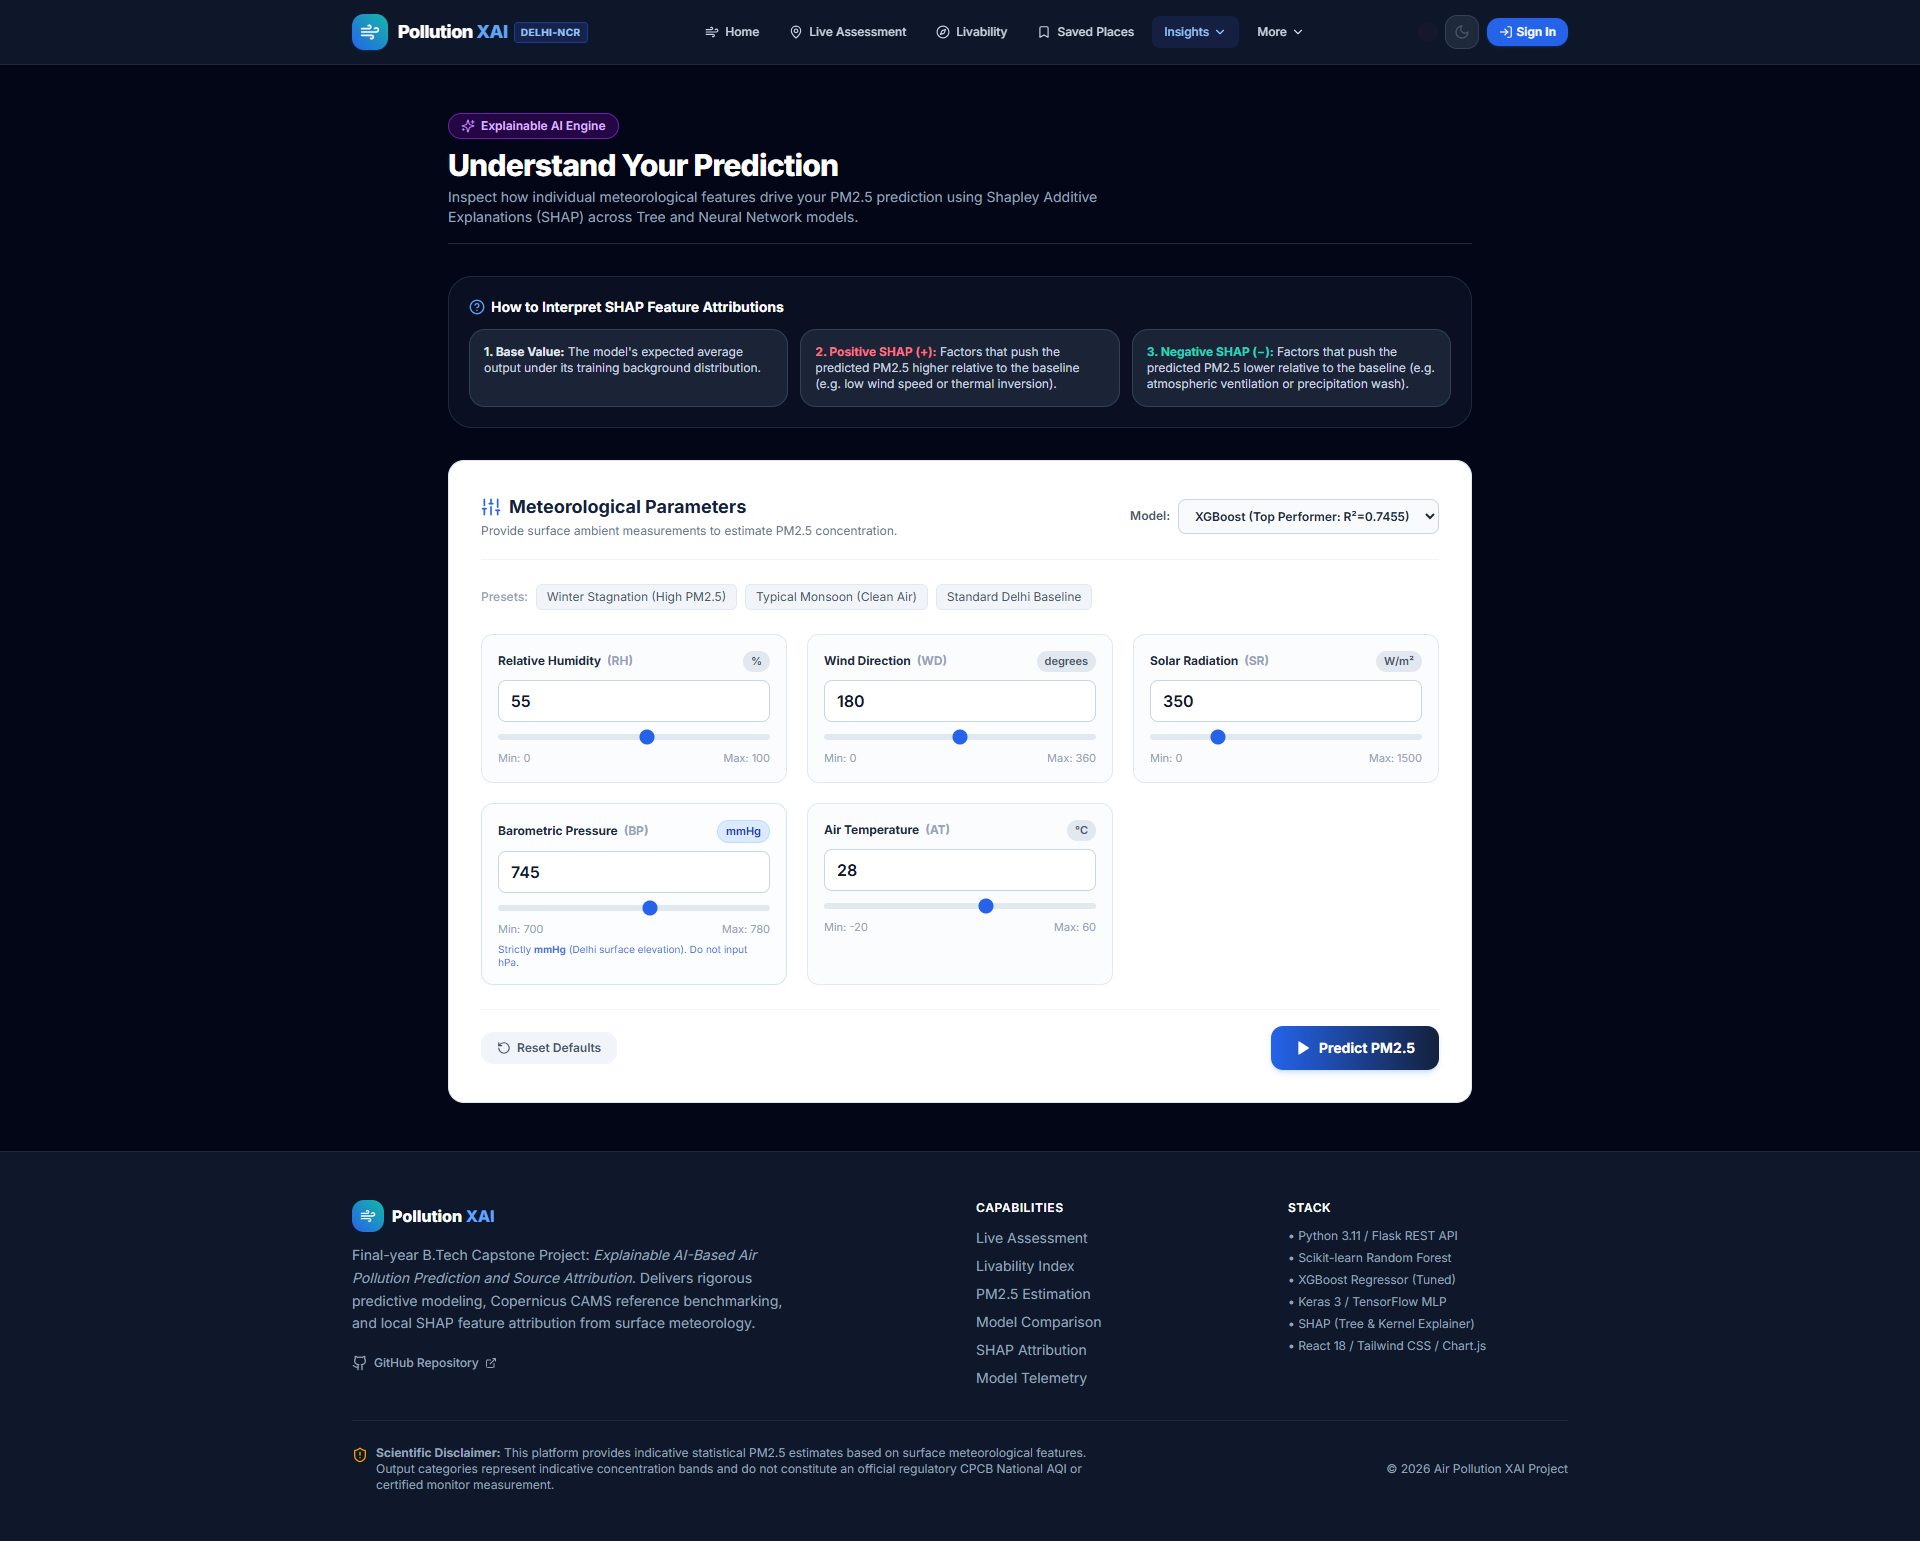 Pollution XAI DELHI-NCR
Home
Live Assessment
Livability
Saved Places
Insights
More
Sign In
Explainable AI Engine
Understand Your Prediction
Inspect how individual meteorological features drive your PM2.5 prediction using Shapley Additive
Explanations (SHAP) across Tree and Neural Network models.
How to Interpret SHAP Feature Attributions
1. Base Value: The model's expected average
output under its training background distribution.
2. Positive SHAP (+): Factors that push the
predicted PM2.5 higher relative to the baseline
(e.g. low wind speed or thermal inversion).
3. Negative SHAP (−): Factors that push the
predicted PM2.5 lower relative to the baseline (e.g.
atmospheric ventilation or precipitation wash).
Meteorological Parameters
Provide surface ambient measurements to estimate PM2.5 concentration.
Model: XGBoost (Top Performer: R²=0.7455)
Presets: Winter Stagnation (High PM2.5) Typical Monsoon (Clean Air) Standard Delhi Baseline
Relative Humidity (RH) %
55
Min: 0 Max: 100
Wind Direction (WD) degrees
180
Min: 0 Max: 360
Solar Radiation (SR) W/m²
350
Min: 0 Max: 1500
Barometric Pressure (BP) mmHg
745
Min: 700 Max: 780
Strictly mmHg (Delhi surface elevation). Do not input
hPa.
Air Temperature (AT) °C
28
Min: -20 Max: 60
Reset Defaults
Predict PM2.5
Pollution XAI
Final-year B.Tech Capstone Project: Explainable AI-Based Air
Pollution Prediction and Source Attribution. Delivers rigorous
predictive modeling, Copernicus CAMS reference benchmarking,
and local SHAP feature attribution from surface meteorology.
GitHub Repository
CAPABILITIES
Live Assessment
Livability Index
PM2.5 Estimation
Model Comparison
SHAP Attribution
Model Telemetry
STACK
• Python 3.11 / Flask REST API
• Scikit-learn Random Forest
• XGBoost Regressor (Tuned)
• Keras 3 / TensorFlow MLP
• SHAP (Tree & Kernel Explainer)
• React 18 / Tailwind CSS / Chart.js
Scientific Disclaimer: This platform provides indicative statistical PM2.5 estimates based on surface meteorological features.
Output categories represent indicative concentration bands and do not constitute an official regulatory CPCB National AQI or
certified monitor measurement.
© 2026 Air Pollution XAI Project